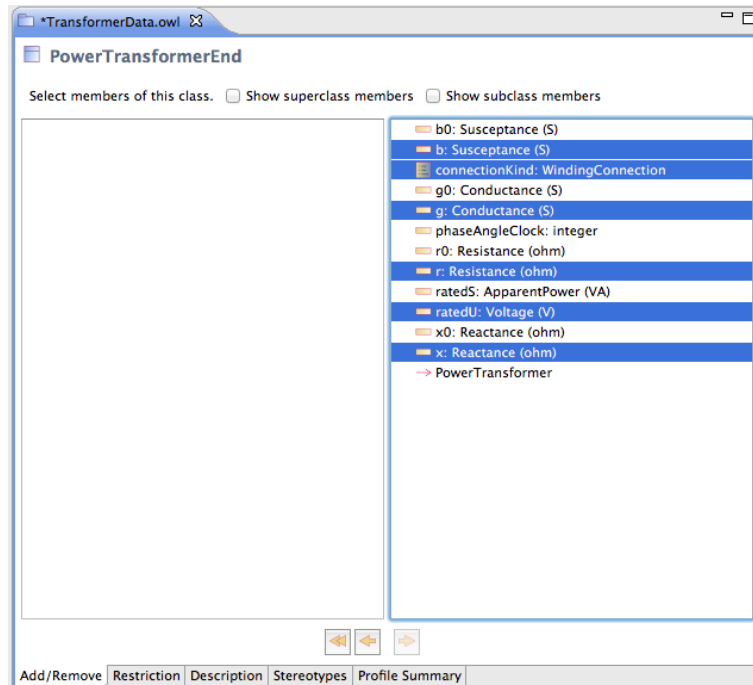 *TransformerData.owl
PowerTransformerEnd
Select members of this class. Show superclass members Show subclass members
b0: Susceptance (S)
b: Susceptance (S)
connectionKind: WindingConnection
g0: Conductance (S)
g: Conductance (S)
phaseAngleClock: integer
r0: Resistance (ohm)
r: Resistance (ohm)
ratedS: ApparentPower (VA)
ratedU: Voltage (V)
x0: Reactance (ohm)
x: Reactance (ohm)
PowerTransformer
Add/Remove Restriction Description Stereotypes Profile Summary